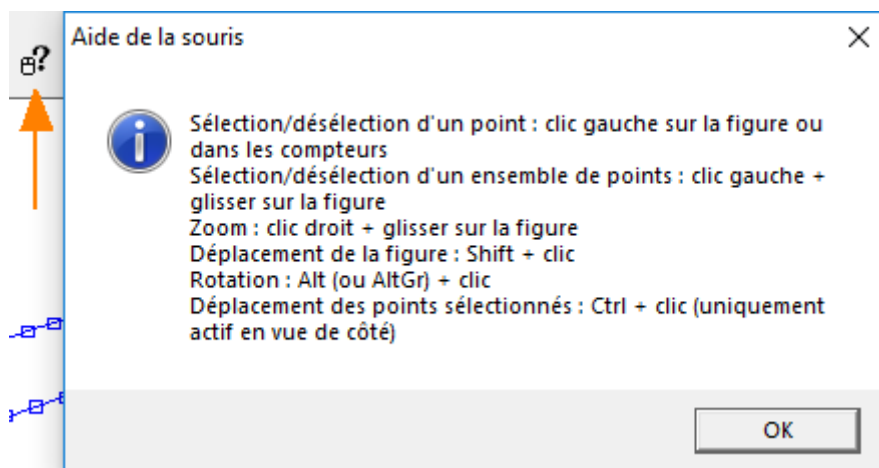 Aide de la souris
?
Sélection/désélection d'un point : clic gauche sur la figure ou
dans les compteurs
Sélection/désélection d'un ensemble de points : clic gauche +
glisser sur la figure
Zoom : clic droit + glisser sur la figure
Déplacement de la figure : Shift + clic
Rotation : Alt (ou AltGr) + clic
Déplacement des points sélectionnés : Ctrl + clic (uniquement
actif en vue de côté)
OK